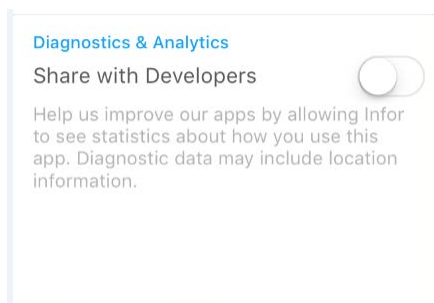 Diagnostics & Analytics
Share with Developers
Help us improve our apps by allowing Infor
to see statistics about how you use this
app. Diagnostic data may include location
information.